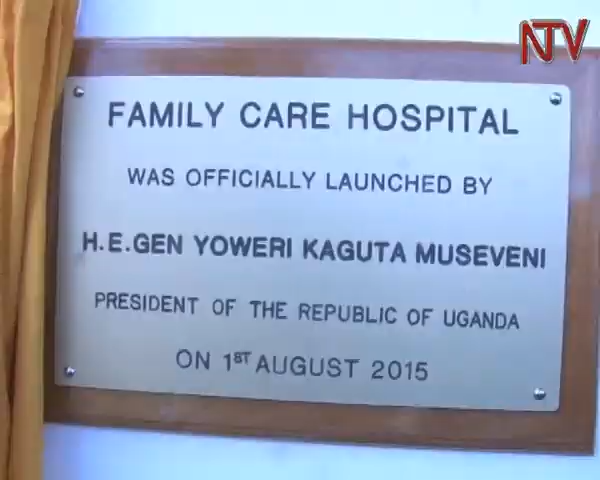 NTV
FAMILY CARE HOSPITAL
WAS OFFICIALLY LAUNCHED BY
H.E.GEN YOWERI KAGUTA MUSEVENI
PRESIDENT OF THE REPUBLIC OF UGANDA
ON 1ST AUGUST 2015